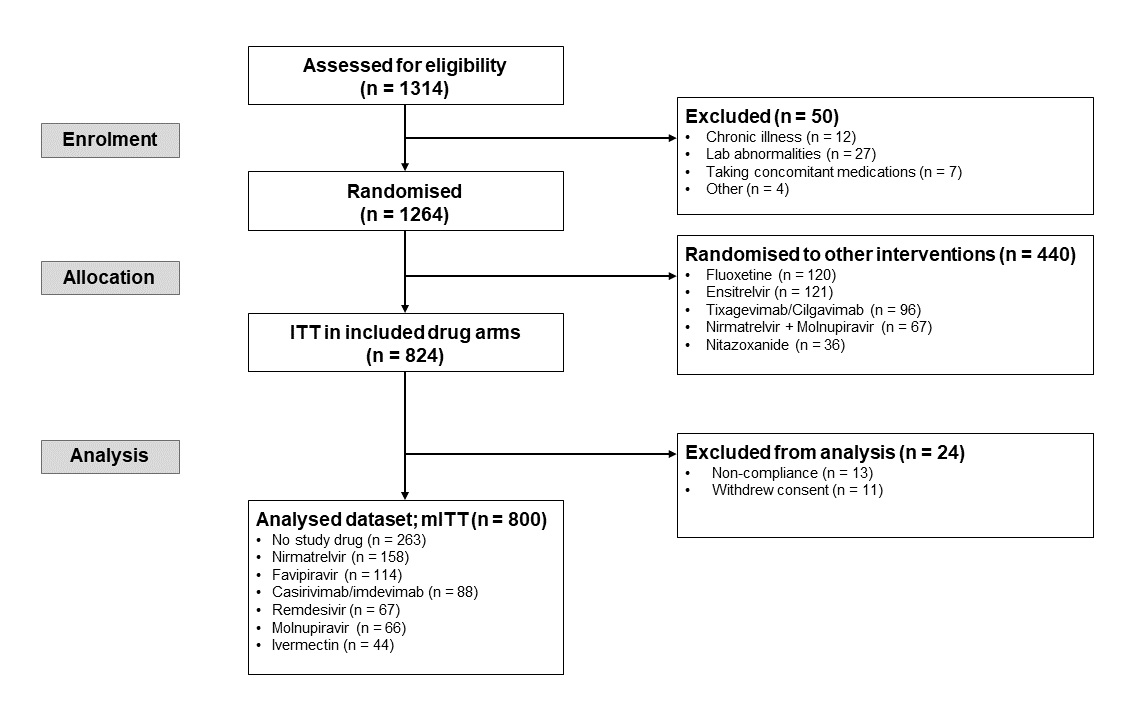 Assessed for eligibility
(n = 1314)
Enrolment
Excluded (n = 50)
• Chronic illness (n = 12)
• Lab abnormalities (n = 27)
• Taking concomitant medications (n = 7)
• Other (n = 4)
Randomised
(n = 1264)
Allocation
Randomised to other interventions (n = 440)
• Fluoxetine (n = 120)
• Ensitrelvir (n = 121)
• Tixagevimab/Cilgavimab (n = 96)
• Nirmatrelvir + Molnupiravir (n = 67)
• Nitazoxanide (n = 36)
ITT in included drug arms
(n = 824)
Analysis
Excluded from analysis (n = 24)
• Non-compliance (n = 13)
• Withdrew consent (n = 11)
Analysed dataset; mITT (n = 800)
• No study drug (n = 263)
• Nirmatrelvir (n = 158)
• Favipiravir (n = 114)
• Casirivimab/imdevimab (n = 88)
• Remdesivir (n = 67)
• Molnupiravir (n = 66)
• Ivermectin (n = 44)